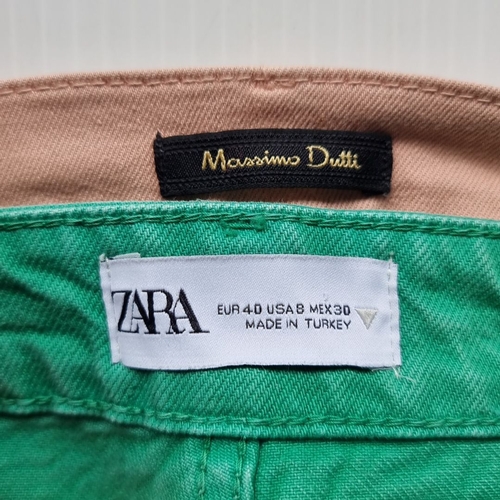 Massimo Dutti
ZARA
EUR 40 USA 8 MEX 30
MADE IN TURKEY